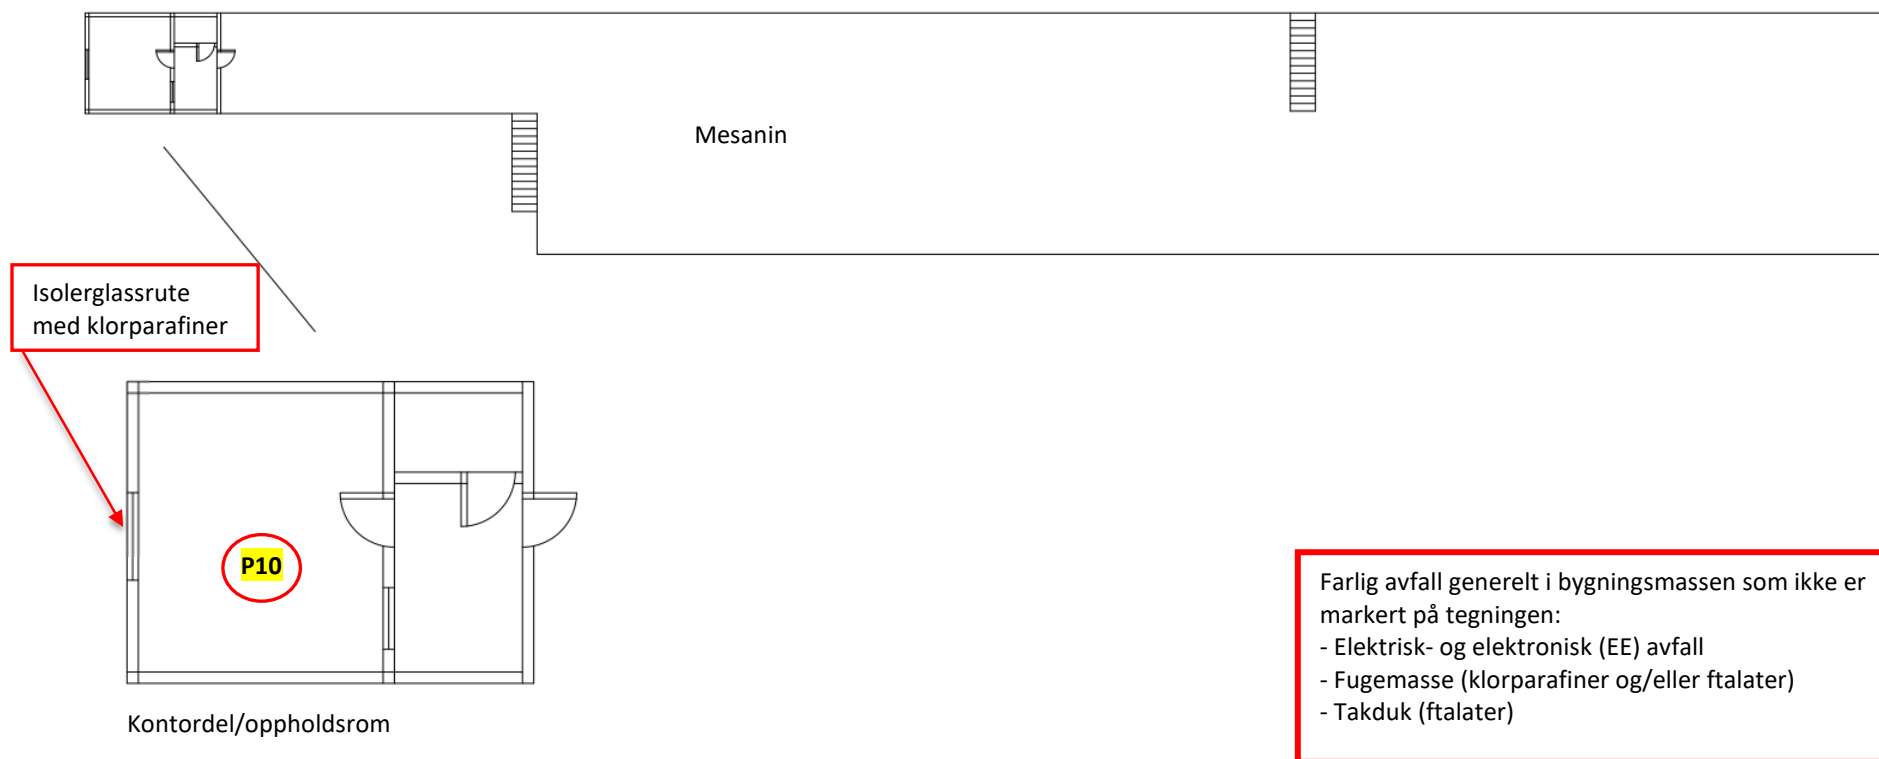 Mesanin
Isolerglassrute
med klorparafiner
P10
Kontordel/oppholdsrom
Farlig avfall generelt i bygningsmassen som ikke er
markert på tegningen:
- Elektrisk- og elektronisk (EE) avfall
- Fugemasse (klorparafiner og/eller ftalater)
- Takduk (ftalater)